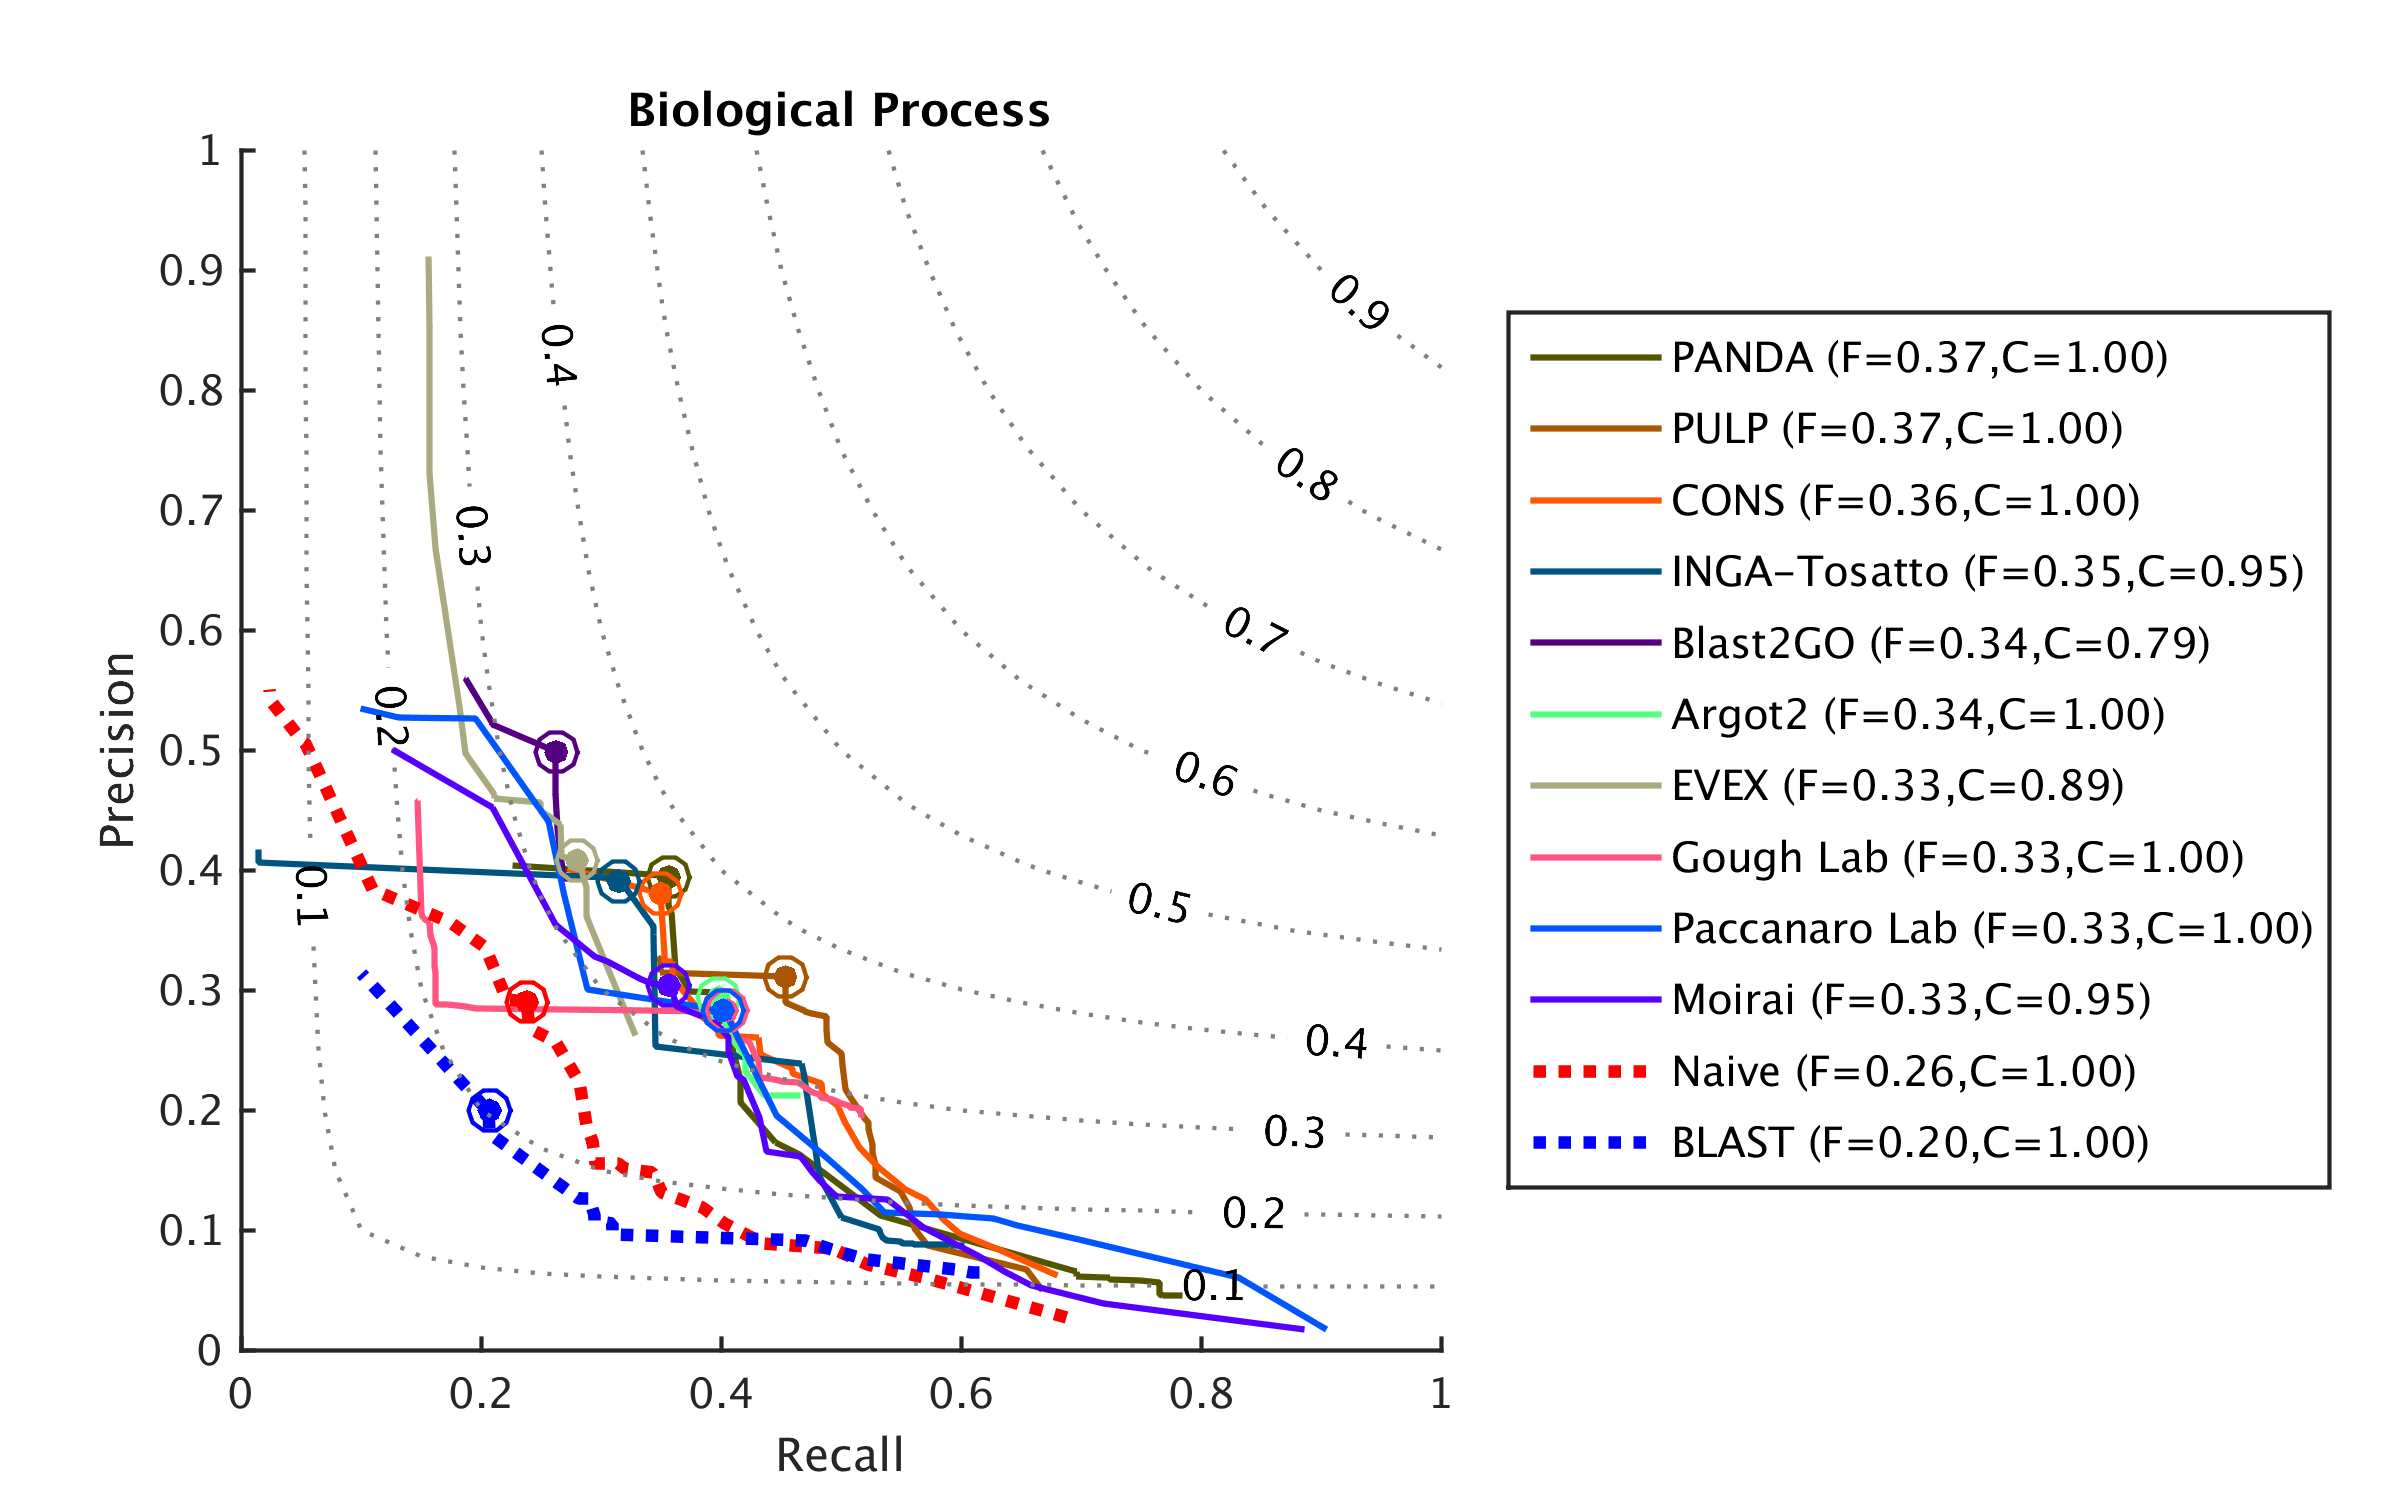 Biological Process
1
0.9
0.8
0.7
0.6
0.5
0.4
0.3
0.2
0.1
0
Precision
0
0.2
0.4
0.6
0.8
1
Recall
0.9
0.8
0.7
0.6
0.5
0.4
0.3
0.2
0.1
0.4
0.3
0.2
0.1
PANDA (F=0.37,C=1.00)
PULP (F=0.37,C=1.00)
CONS (F=0.36,C=1.00)
INGA-Tosatto (F=0.35,C=0.95)
Blast2GO (F=0.34,C=0.79)
Argot2 (F=0.34,C=1.00)
EVEX (F=0.33,C=0.89)
Gough Lab (F=0.33,C=1.00)
Paccanaro Lab (F=0.33,C=1.00)
Moirai (F=0.33,C=0.95)
Naive (F=0.26,C=1.00)
BLAST (F=0.20,C=1.00)